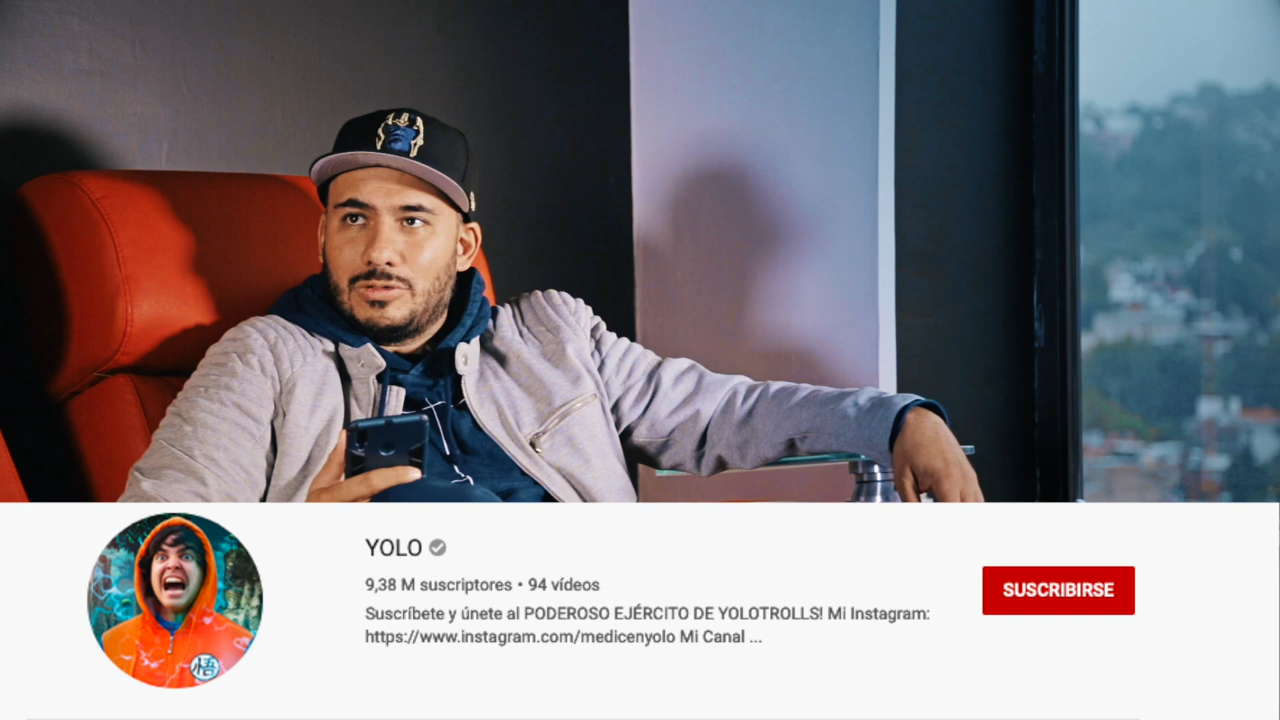 YOLO
9,38 M suscriptores • 94 vídeos
Suscríbete y únete al PODEROSO EJÉRCITO DE YOLOTROLLS! Mi Instagram:
https://www.instagram.com/medicenyolo Mi Canal ...
SUSCRIBIRSE
悟